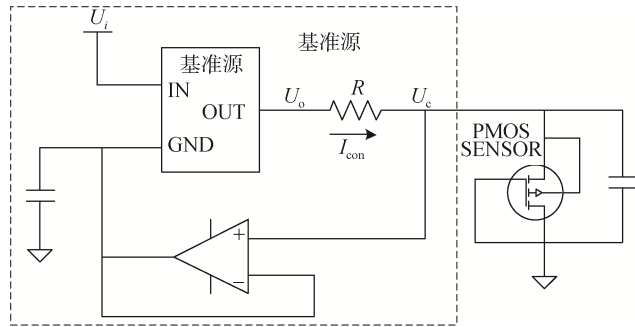 U_i
基准源
基准源
IN
OUT
GND
U_o
R
U_c
I_con
PMOS
SENSOR
+
−